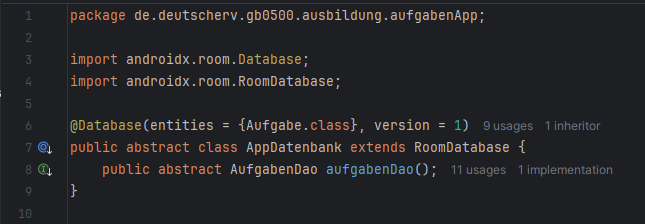 1 package de.deutscherv.gb0500.ausbildung.aufgabenApp;
2
3 import androidx.room.Database;
4 import androidx.room.RoomDatabase;
5
6 @Database(entities = {Aufgabe.class}, version = 1) 9 usages 1 inheritor
7 public abstract class AppDatenbank extends RoomDatabase {
8 public abstract AufgabenDao aufgabenDao(); 11 usages 1 implementation
9 }
10